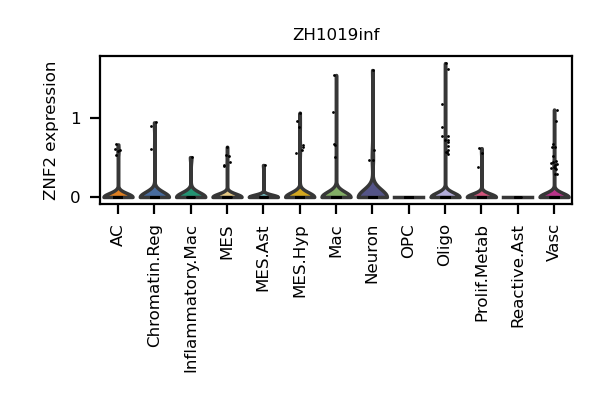 ZH1019inf
ZNF2 expression
1
0
AC
Chromatin.Reg
Inflammatory.Mac
MES
MES.Ast
MES.Hyp
Mac
Neuron
OPC
Oligo
Prolif.Metab
Reactive.Ast
Vasc